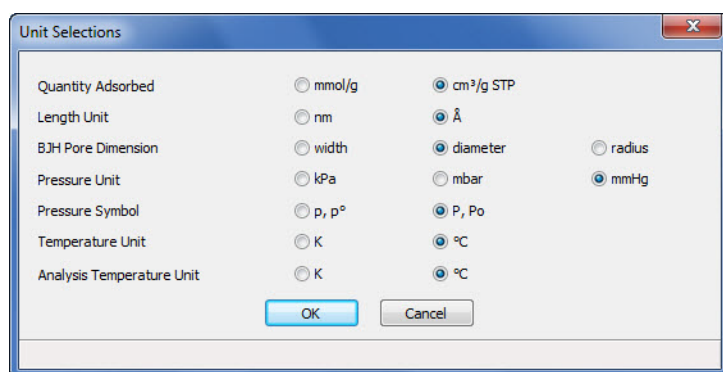 Unit Selections
Quantity Adsorbed mmol/g cm³/g STP
Length Unit nm Å
BJH Pore Dimension width diameter radius
Pressure Unit kPa mbar mmHg
Pressure Symbol p, p° P, Po
Temperature Unit K °C
Analysis Temperature Unit K °C
OK Cancel